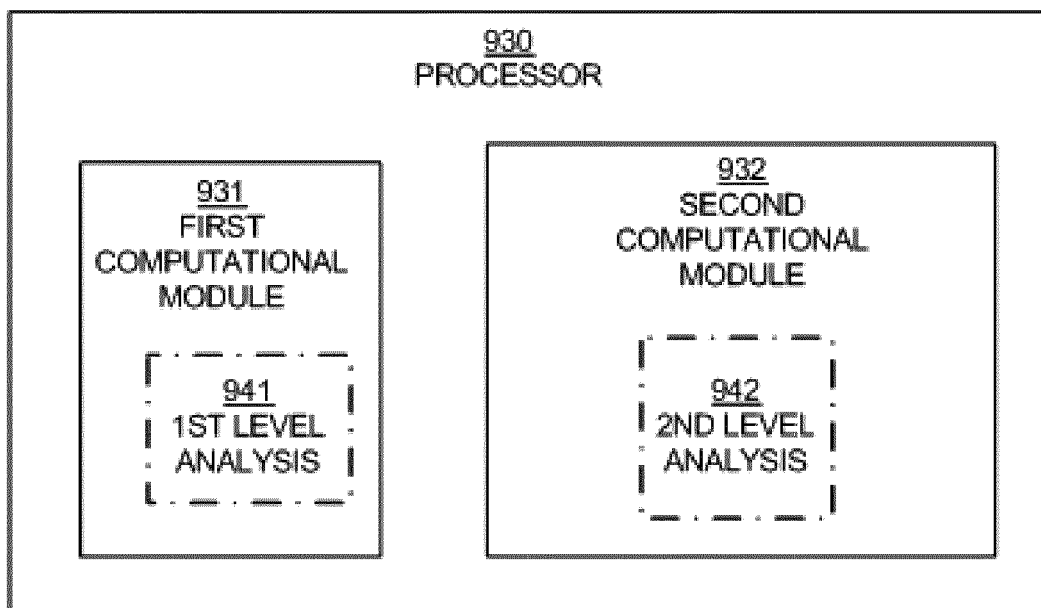 930
PROCESSOR
931
FIRST
COMPUTATIONAL
MODULE
941
1ST LEVEL
ANALYSIS
932
SECOND
COMPUTATIONAL
MODULE
942
2ND LEVEL
ANALYSIS